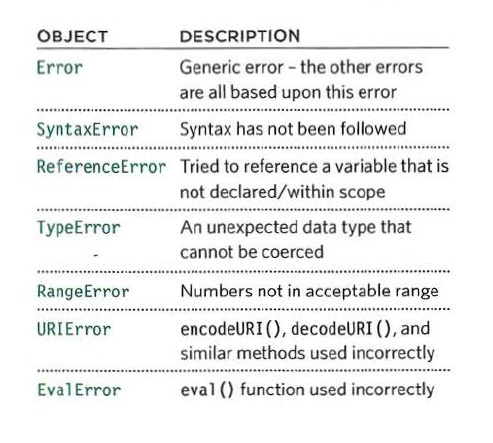 OBJECT DESCRIPTION
Error Generic error – the other errors
are all based upon this error
SyntaxError Syntax has not been followed
ReferenceError Tried to reference a variable that is
not declared/within scope
TypeError An unexpected data type that
cannot be coerced
RangeError Numbers not in acceptable range
URIError encodeURI(), decodeURI(), and
similar methods used incorrectly
EvalError eval() function used incorrectly